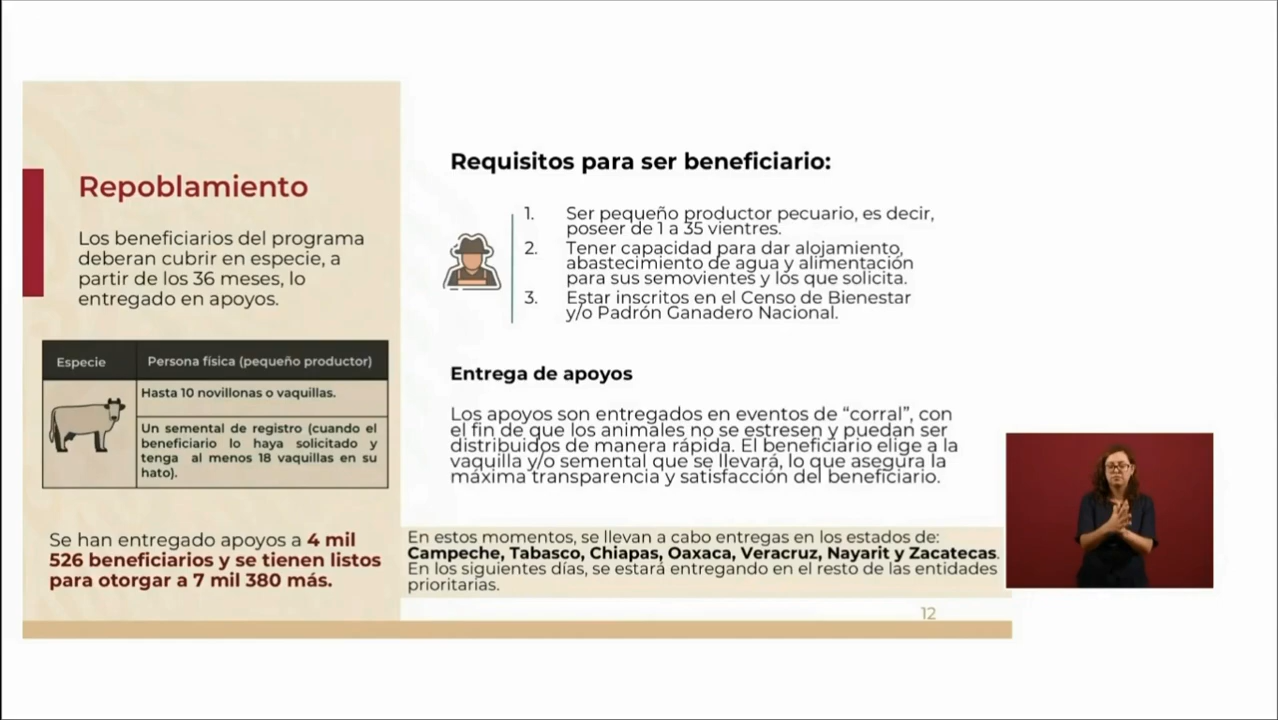 Repoblamiento
Los beneficiarios del programa
deberan cubrir en especie, a
partir de los 36 meses, lo
entregado en apoyos.
Especie
Persona física (pequeño productor)
Hasta 10 novillonas o vaquillas.
Un semental de registro (cuando el
beneficiario lo haya solicitado y
tenga al menos 18 vaquillas en su
hato).
Se han entregado apoyos a 4 mil
526 beneficiarios y se tienen listos
para otorgar a 7 mil 380 más.
Requisitos para ser beneficiario:
1. Ser pequeño productor pecuario, es decir,
poseer de 1 a 35 vientres.
2. Tener capacidad para dar alojamiento,
abastecimiento de agua y alimentación
para sus semovientes y los que solicita.
3. Estar inscritos en el Censo de Bienestar
y/o Padrón Ganadero Nacional.
Entrega de apoyos
Los apoyos son entregados en eventos de “corral”, con
el fin de que los animales no se estresen y puedan ser
distribuidos de manera rápida. El beneficiario elige a la
vaquilla y/o semental que se llevará, lo que asegura la
máxima transparencia y satisfacción del beneficiario.
En estos momentos, se llevan a cabo entregas en los estados de:
Campeche, Tabasco, Chiapas, Oaxaca, Veracruz, Nayarit y Zacatecas.
En los siguientes días, se estará entregando en el resto de las entidades
prioritarias.
12